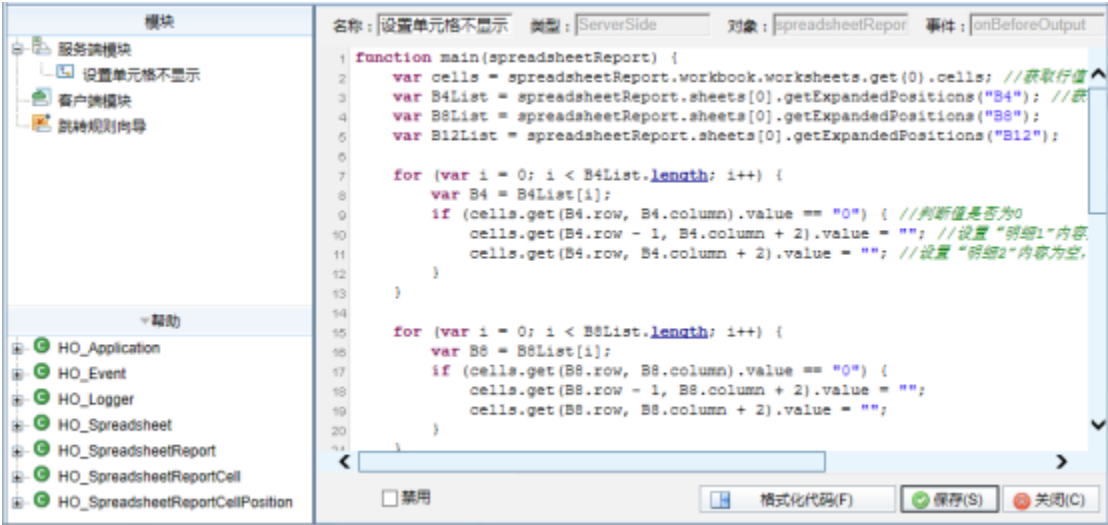 模块
服务端模块
设置单元格不显示
客户端模块
跳转规则向导
帮助
HO_Application
HO_Event
HO_Logger
HO_Spreadsheet
HO_SpreadsheetReport
HO_SpreadsheetReportCell
HO_SpreadsheetReportCellPosition
名称：设置单元格不显示 类型：ServerSide 对象：spreadsheetRepor 事件：onBeforeOutput
1 function main(spreadsheetReport) {
2 var cells = spreadsheetReport.workbook.worksheets.get(0).cells; //获取行值
3 var B4List = spreadsheetReport.sheets[0].getExpandedPositions("B4"); //获
4 var B8List = spreadsheetReport.sheets[0].getExpandedPositions("B8");
5 var B12List = spreadsheetReport.sheets[0].getExpandedPositions("B12");
6
7 for (var i = 0; i < B4List.length; i++) {
8 var B4 = B4List[i];
9 if (cells.get(B4.row, B4.column).value == "0") { //判断值是否为0
10 cells.get(B4.row - 1, B4.column + 2).value = ""; //设置“明细1”内容
11 cells.get(B4.row, B4.column + 2).value = ""; //设置“明细2”内容为空，
12 }
13 }
14
15 for (var i = 0; i < B8List.length; i++) {
16 var B8 = B8List[i];
17 if (cells.get(B8.row, B8.column).value == "0") {
18 cells.get(B8.row - 1, B8.column + 2).value = "";
19 cells.get(B8.row, B8.column + 2).value = "";
20 }
禁用 格式化代码(F) 保存(S) 关闭(C)